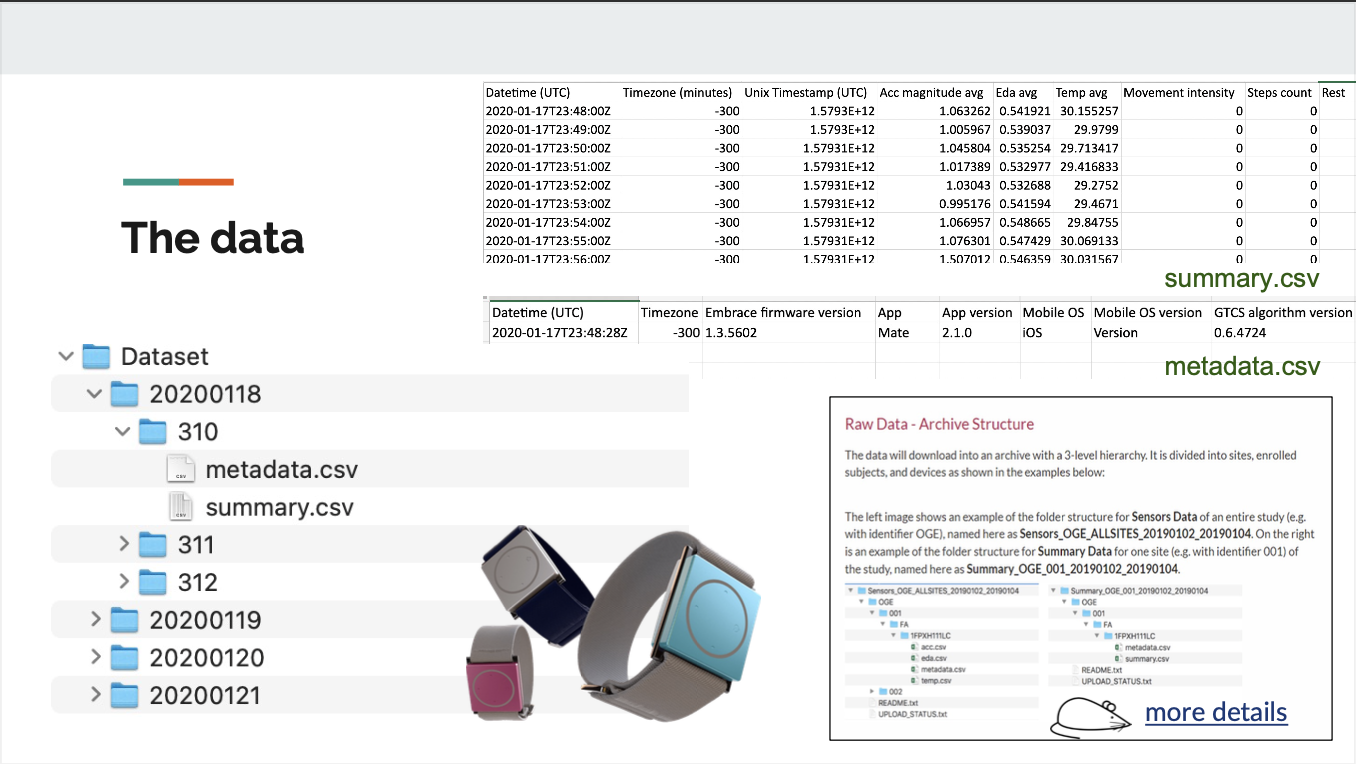 Datetime (UTC) Timezone (minutes) Unix Timestamp (UTC) Acc magnitude avg Eda avg Temp avg Movement intensity Steps count Rest
2020-01-17T23:48:00Z -300 1.5793E+12 1.063262 0.541921 30.155257 0 0
2020-01-17T23:49:00Z -300 1.5793E+12 1.005967 0.539037 29.9799 0 0
2020-01-17T23:50:00Z -300 1.57931E+12 1.045804 0.535254 29.713417 0 0
2020-01-17T23:51:00Z -300 1.57931E+12 1.017389 0.532977 29.416833 0 0
2020-01-17T23:52:00Z -300 1.57931E+12 1.03043 0.532688 29.2752 0 0
2020-01-17T23:53:00Z -300 1.57931E+12 0.995176 0.541594 29.4671 0 0
2020-01-17T23:54:00Z -300 1.57931E+12 1.066957 0.548665 29.84755 0 0
2020-01-17T23:55:00Z -300 1.57931E+12 1.076301 0.547429 30.069133 0 0
2020-01-17T23:56:00Z -300 1.57931E+12 1.507012 0.546359 30.031567 0 0
summary.csv
The data
Datetime (UTC) Timezone Embrace firmware version App App version Mobile OS Mobile OS version GTCS algorithm version
2020-01-17T23:48:28Z -300 1.3.5602 Mate 2.1.0 iOS Version 0.6.4724
metadata.csv
Dataset
20200118
310
metadata.csv
summary.csv
311
312
20200119
20200120
20200121
Raw Data - Archive Structure
The data will download into an archive with a 3-level hierarchy. It is divided into sites, enrolled
subjects, and devices as shown in the examples below:
The left image shows an example of the folder structure for Sensors Data of an entire study (e.g.
with identifier OGE), named here as Sensors_OGE_ALLSITES_20190102_20190104. On the right
is an example of the folder structure for Summary Data for one site (e.g. with identifier 001) of
the study, named here as Summary_OGE_001_20190102_20190104.
Sensors_OGE_ALLSITES_20190102_20190104
OGE
001
FA
1FPXH111LC
acc.csv
eda.csv
metadata.csv
temp.csv
002
README.txt
UPLOAD_STATUS.txt
Summary_OGE_001_20190102_20190104
OGE
001
FA
1FPXH111LC
metadata.csv
summary.csv
README.txt
UPLOAD_STATUS.txt
more details